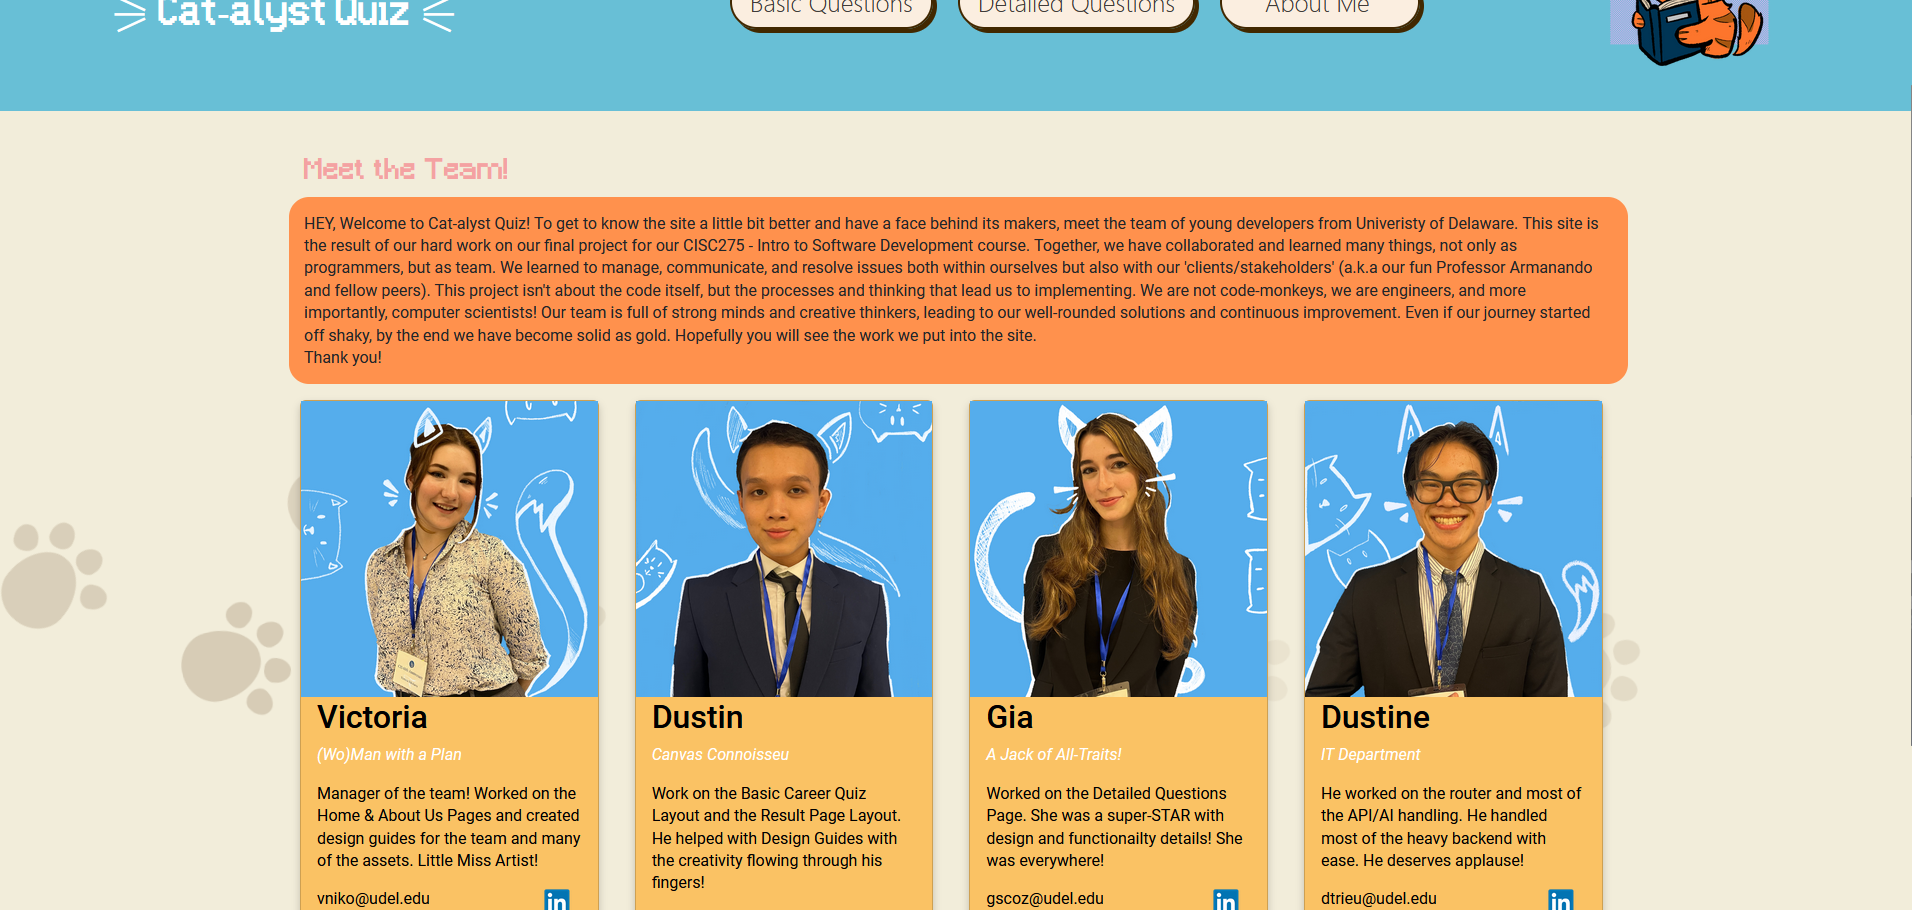 Cat-alyst Quiz
Basic Questions
Detailed Questions
About Me
Meet the Team!
HEY, Welcome to Cat-alyst Quiz! To get to know the site a little bit better and have a face behind its makers, meet the team of young developers from Univeristy of Delaware. This site is
the result of our hard work on our final project for our CISC275 - Intro to Software Development course. Together, we have collaborated and learned many things, not only as
programmers, but as team. We learned to manage, communicate, and resolve issues both within ourselves but also with our 'clients/stakeholders' (a.k.a our fun Professor Armanando
and fellow peers). This project isn't about the code itself, but the processes and thinking that lead us to implementing. We are not code-monkeys, we are engineers, and more
importantly, computer scientists! Our team is full of strong minds and creative thinkers, leading to our well-rounded solutions and continuous improvement. Even if our journey started
off shaky, by the end we have become solid as gold. Hopefully you will see the work we put into the site.
Thank you!
Victoria
(Wo)Man with a Plan
Manager of the team! Worked on the
Home & About Us Pages and created
design guides for the team and many
of the assets. Little Miss Artist!
vniko@udel.edu
in
Dustin
Canvas Connoisseu
Work on the Basic Career Quiz
Layout and the Result Page Layout.
He helped with Design Guides with
the creativity flowing through his
fingers!
Gia
A Jack of All-Traits!
Worked on the Detailed Questions
Page. She was a super-STAR with
design and functionailty details! She
was everywhere!
gscoz@udel.edu
in
Dustine
IT Department
He worked on the router and most of
the API/AI handling. He handled
most of the heavy backend with
ease. He deserves applause!
dtrieu@udel.edu
in